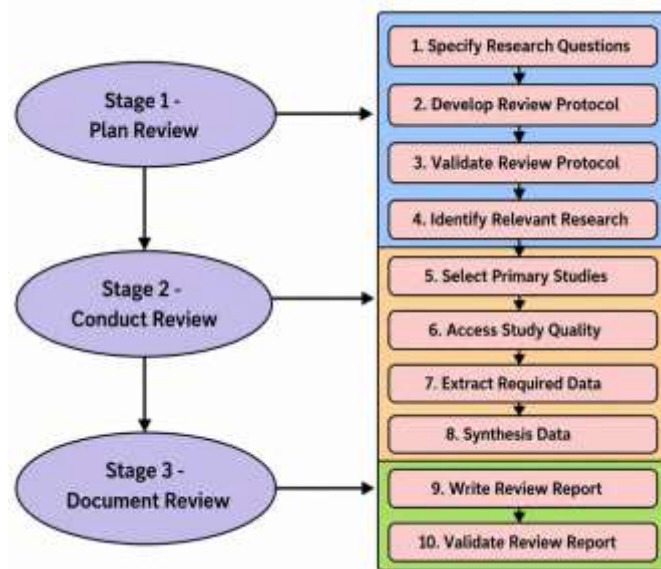 Stage 1 -
Plan Review
1. Specify Research Questions
2. Develop Review Protocol
3. Validate Review Protocol
4. Identify Relevant Research
Stage 2 -
Conduct Review
5. Select Primary Studies
6. Access Study Quality
7. Extract Required Data
8. Synthesis Data
Stage 3 -
Document Review
9. Write Review Report
10. Validate Review Report